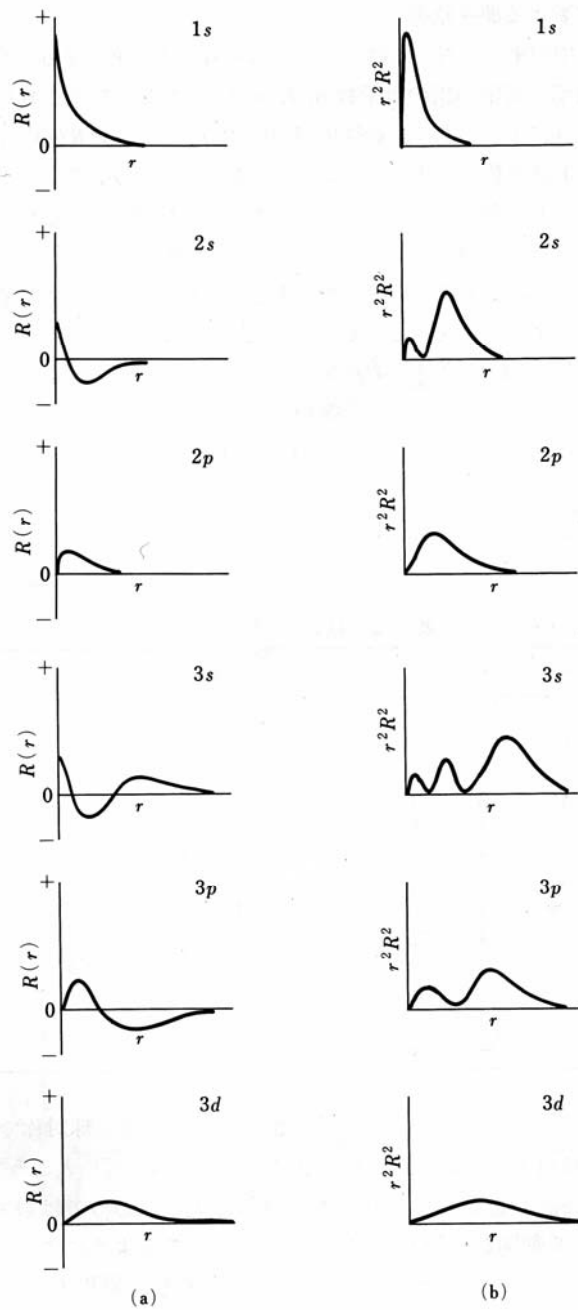 +
1s
R(r)
0
r
−
1s
r²R²
r
+
2s
R(r)
0
r
−
2s
r²R²
r
+
2p
R(r)
0
r
−
2p
r²R²
r
+
3s
R(r)
0
r
−
3s
r²R²
r
+
3p
R(r)
0
r
−
3p
r²R²
r
+
3d
R(r)
0
r
−
3d
r²R²
r
(a)
(b)